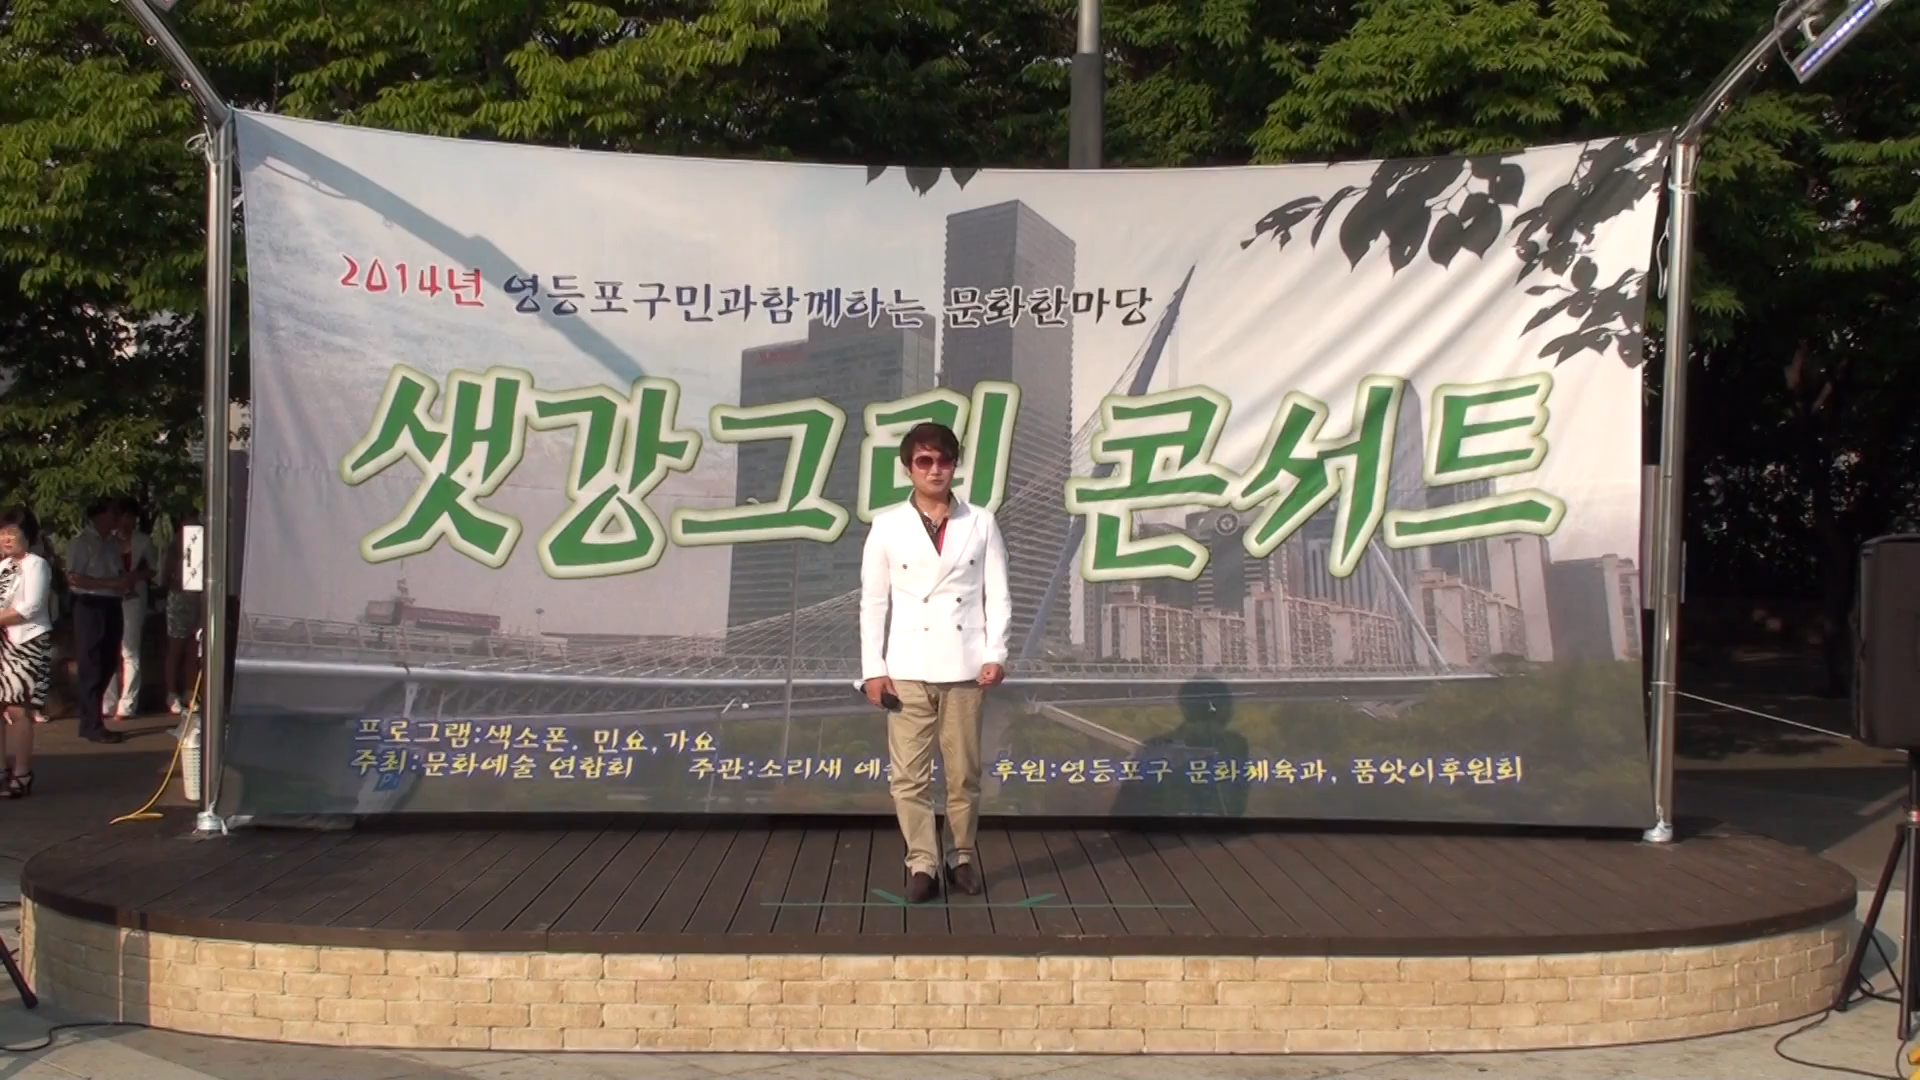 2014년 영등포구민과함께하는 문화한마당
샛강그린 콘서트
프로그램:색소폰. 민요,가요
주최:문화예술 연합회 주관:소리새 후원:영등포구 문화체육과, 품앗이후원회